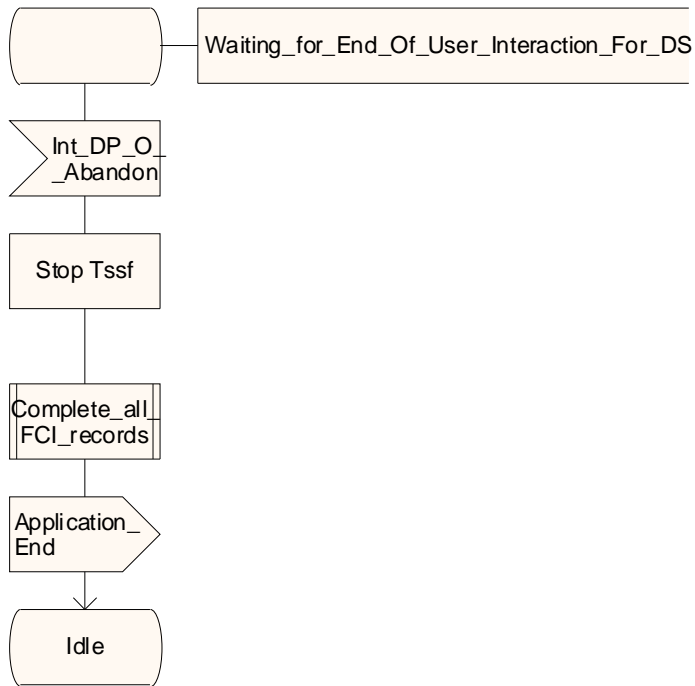 Waiting_for_End_Of_User_Interaction_For_DS
Int_DP_O_
_Abandon
Stop Tssf
Complete_all_
FCI_records
Application_
End
Idle